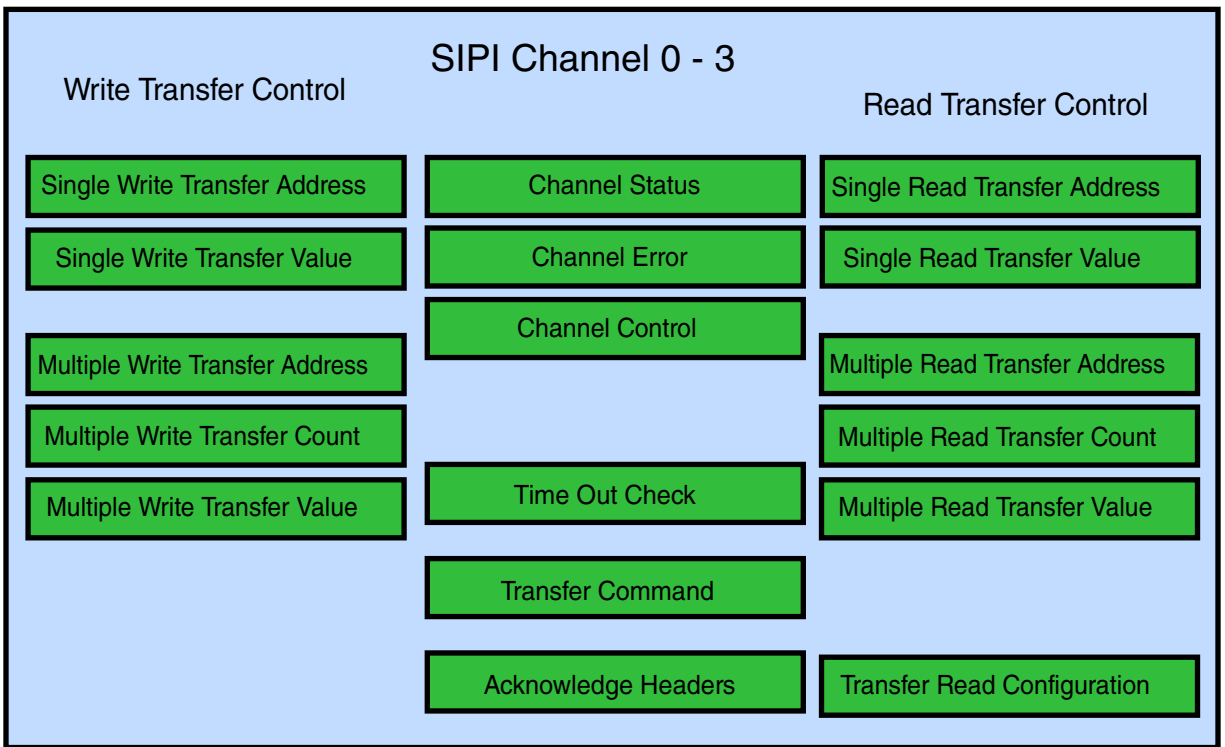 SIPI Channel 0 - 3
Write Transfer Control
Read Transfer Control
Single Write Transfer Address
Channel Status
Single Read Transfer Address
Single Write Transfer Value
Channel Error
Single Read Transfer Value
Channel Control
Multiple Write Transfer Address
Multiple Read Transfer Address
Multiple Write Transfer Count
Multiple Read Transfer Count
Time Out Check
Multiple Write Transfer Value
Multiple Read Transfer Value
Transfer Command
Acknowledge Headers
Transfer Read Configuration